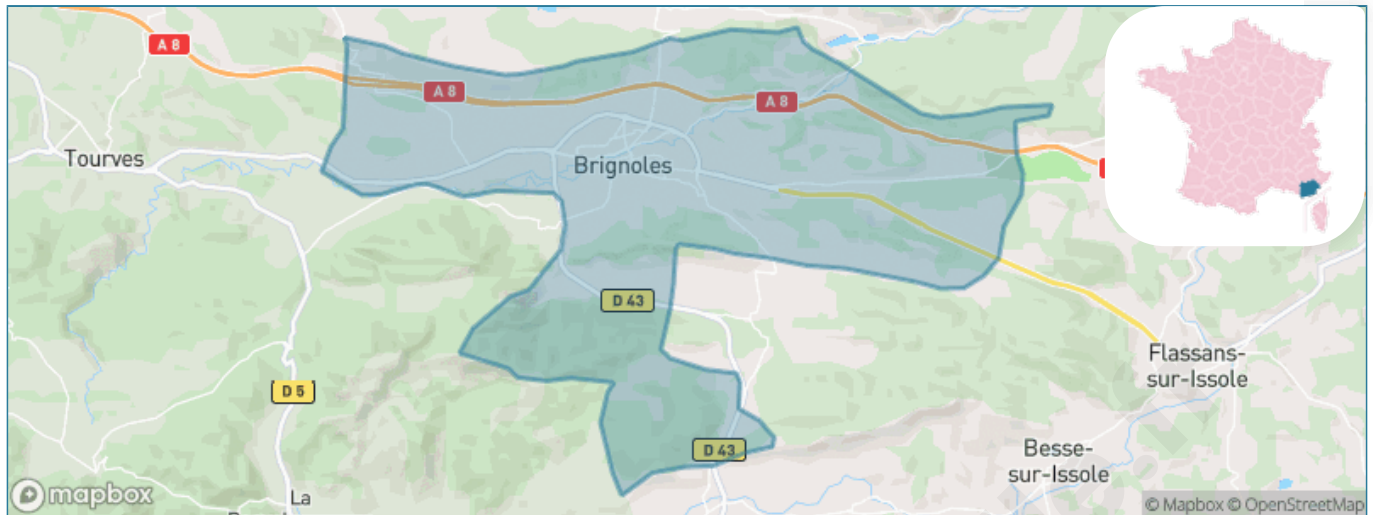 A 8
A 8
A 8
Tourves
Brignoles
D 43
Flassans-
sur-Issole
D 5
D 43
Besse-
sur-Issole
La
mapbox
© Mapbox © OpenStreetMap